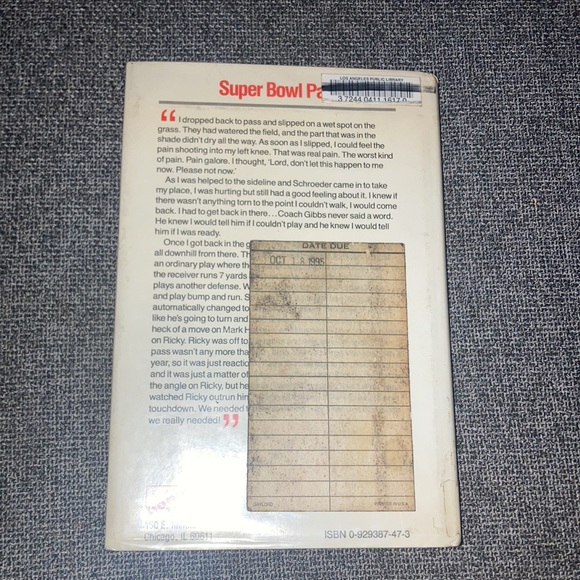 LOS ANGELES PUBLIC LIBRARY
Super Bowl
3 7244 0411 1617 0
“I dropped back to pass and slipped on a wet spot on the
grass. They had watered the field, and the part that was in the
shade didn't dry all the way. As soon as I slipped, I could feel the
pain shooting into my left knee. That was real pain. The worst kind
of pain. Pain galore. I thought, 'Lord, don't let this happen to me
now. Please not now.'
As I was helped to the sideline and Schroeder came in to take
my place, I was hurting but still had a good feeling about it. I knew if
there wasn't anything torn to the point I couldn't walk, I would come
back. I had to get back in there...Coach Gibbs never said a word.
He knew I would tell him if I couldn't play and he knew I would tell
him if I was ready.
Once I got back in the
all downhill from there.
an ordinary play where
the receiver runs 7 yards
plays another defense.
and play bump and run.
automatically changed to
like he's going to turn and
heck of a move on Mark
on Ricky. Ricky was off to
pass wasn't any more
year, so it was just
and it was just a matter of
the angle on Ricky, but he
watched Ricky outrun him
touchdown. We needed
we really needed!”
DATE DUE
OCT 18 1995
GAYLORD
PRINTED IN U.S.A.
Chicago, IL 60611
ISBN 0-929387-47-3